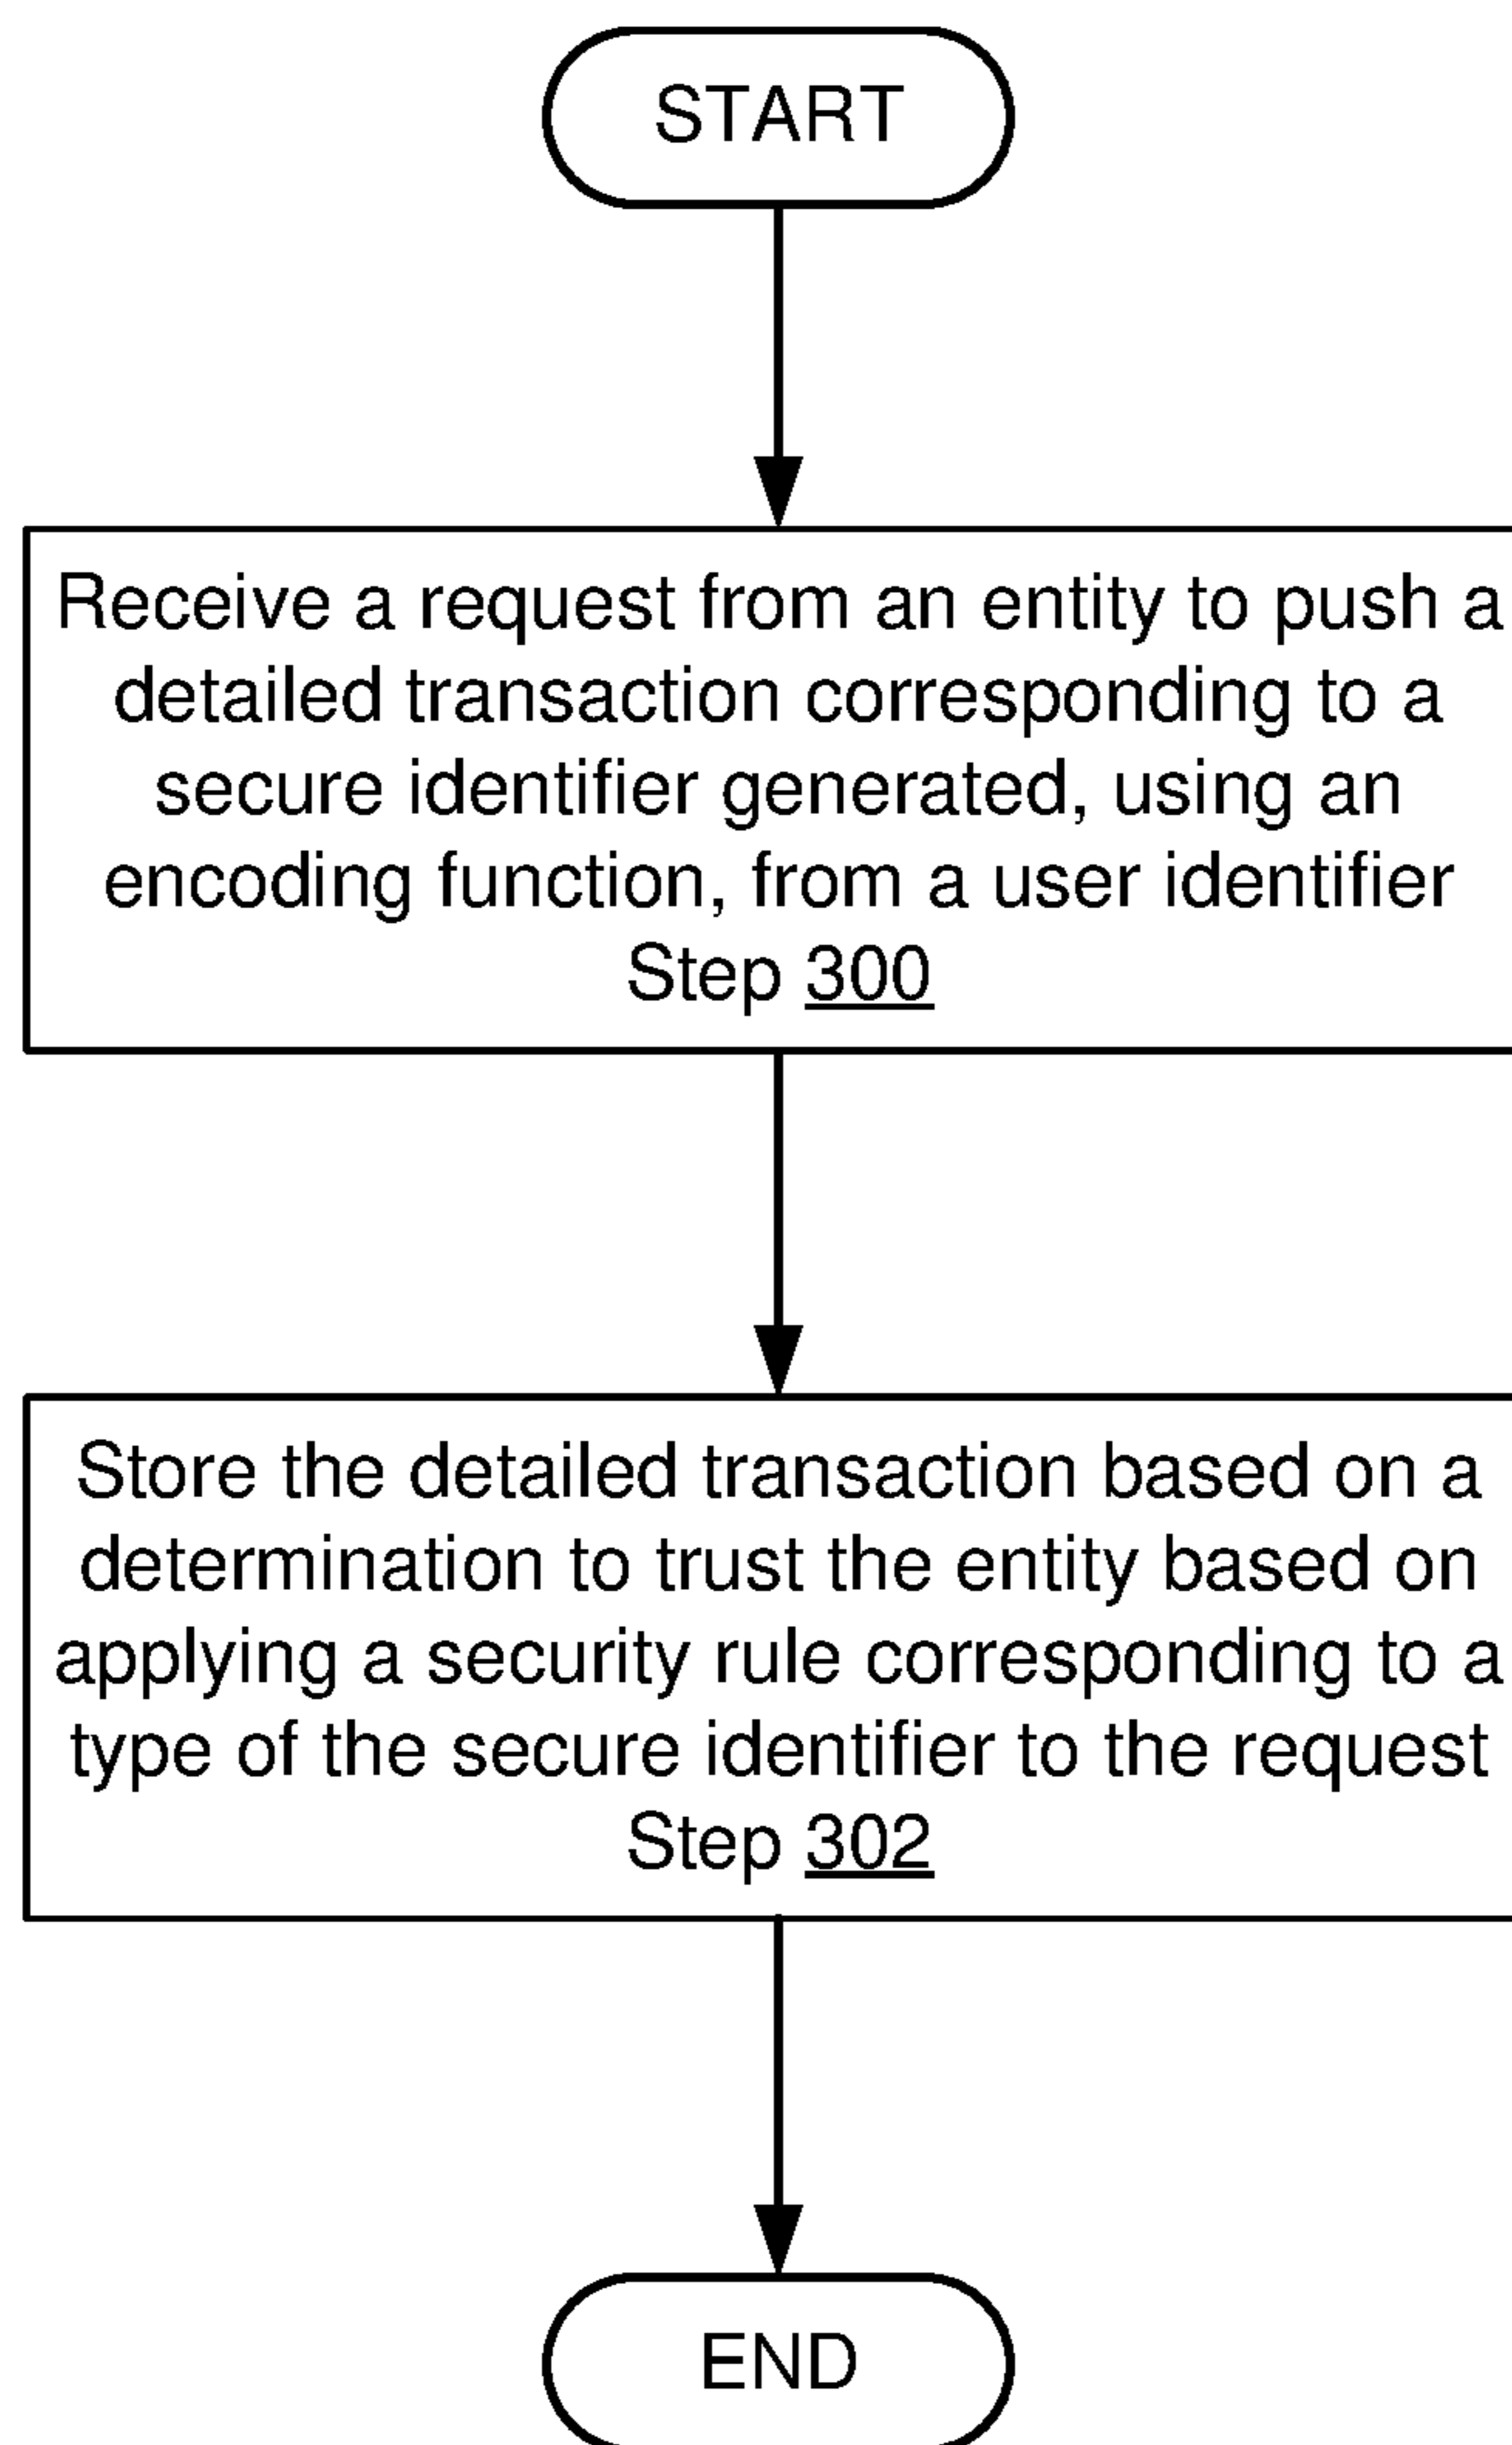 START
Receive a request from an entity to push a
detailed transaction corresponding to a
secure identifier generated, using an
encoding function, from a user identifier
Step 300
Store the detailed transaction based on a
determination to trust the entity based on
applying a security rule corresponding to a
type of the secure identifier to the request
Step 302
END